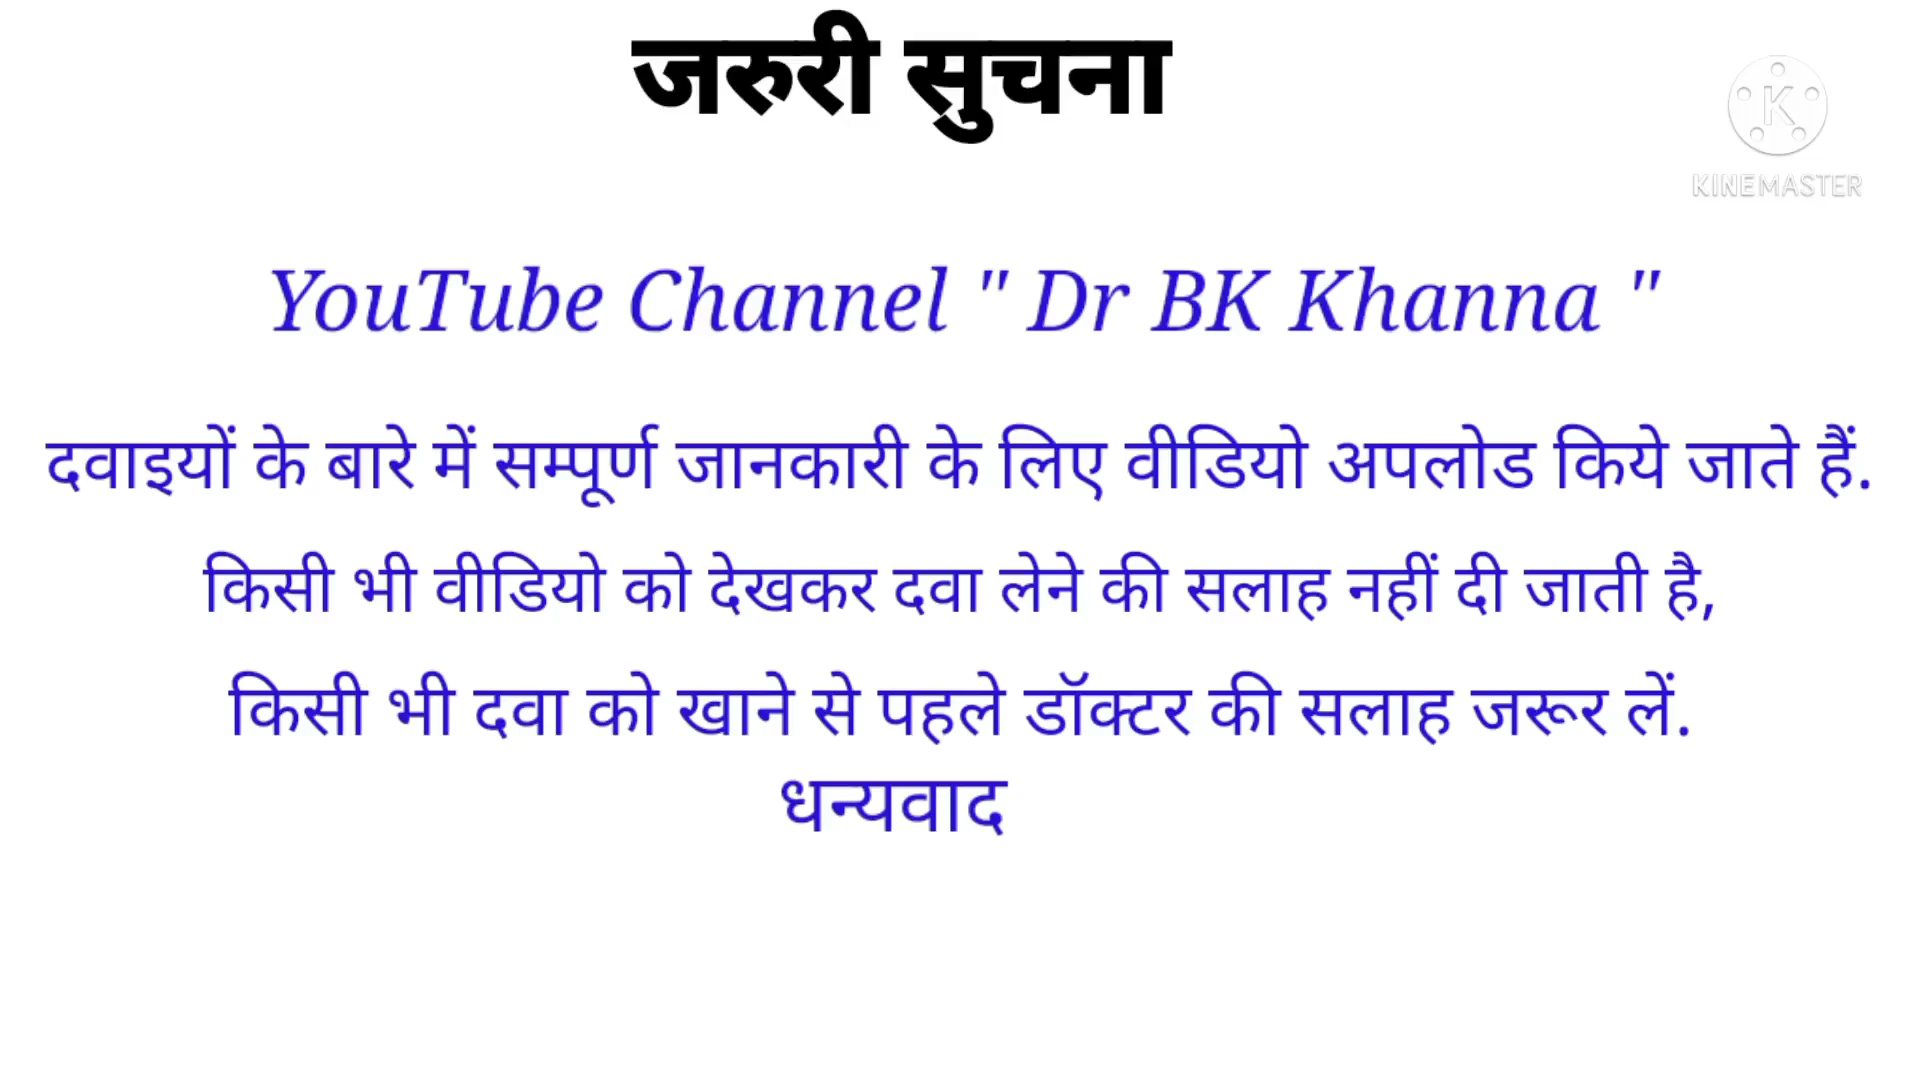 जरुरी सुचना
KINEMASTER
YouTube Channel " Dr BK Khanna "
दवाइयों के बारे में सम्पूर्ण जानकारी के लिए वीडियो अपलोड किये जाते हैं.
किसी भी वीडियो को देखकर दवा लेने की सलाह नहीं दी जाती है,
किसी भी दवा को खाने से पहले डॉक्टर की सलाह जरूर लें.
धन्यवाद